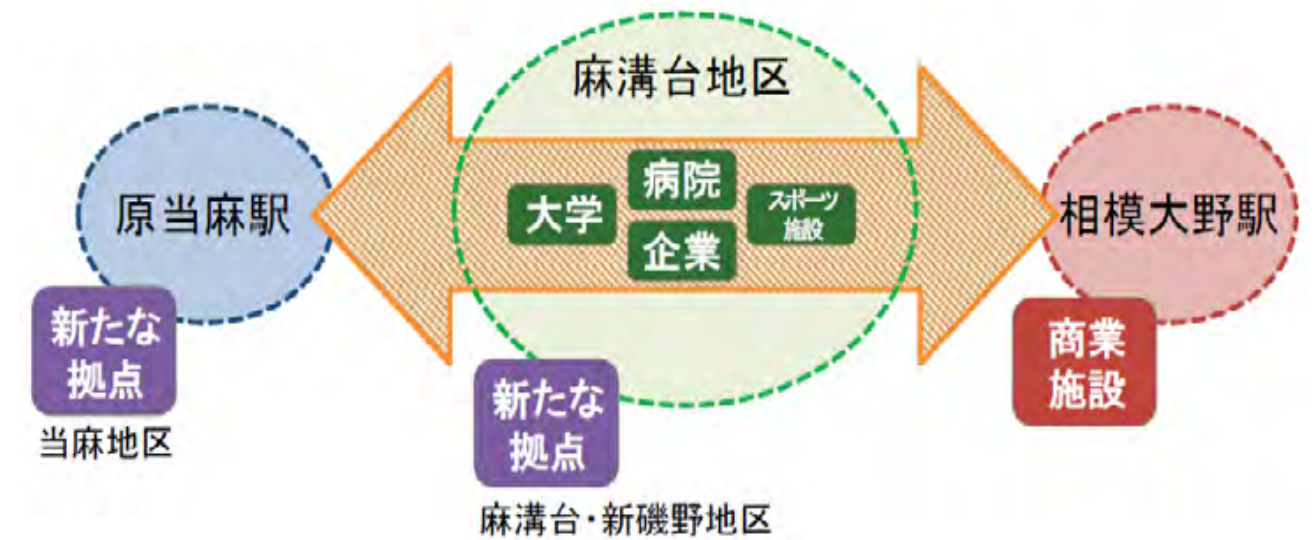 麻溝台地区
原当麻駅
大学
病院
企業
スポーツ
施設
相模大野駅
新たな
拠点
当麻地区
新たな
拠点
麻溝台・新磯野地区
商業
施設